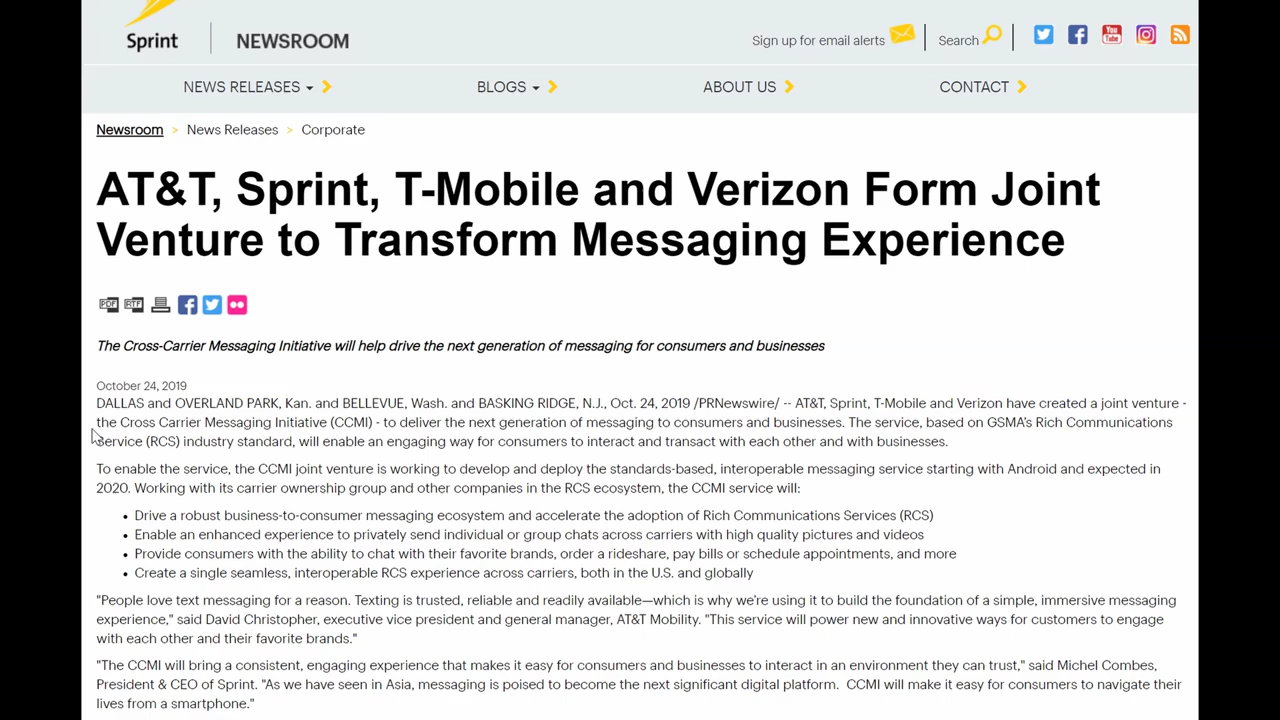 Sprint
NEWSROOM
Sign up for email alerts
Search
You
Tube
NEWS RELEASES
BLOGS
ABOUT US
CONTACT
Newsroom > News Releases > Corporate
AT&T, Sprint, T-Mobile and Verizon Form Joint
Venture to Transform Messaging Experience
PDF RTF
The Cross-Carrier Messaging Initiative will help drive the next generation of messaging for consumers and businesses
October 24, 2019
DALLAS and OVERLAND PARK, Kan. and BELLEVUE, Wash. and BASKING RIDGE, N.J., Oct. 24, 2019 /PRNewswire/ -- AT&T, Sprint, T-Mobile and Verizon have created a joint venture -
the Cross Carrier Messaging Initiative (CCMI) - to deliver the next generation of messaging to consumers and businesses. The service, based on GSMA's Rich Communications
Service (RCS) industry standard, will enable an engaging way for consumers to interact and transact with each other and with businesses.
To enable the service, the CCMI joint venture is working to develop and deploy the standards-based, interoperable messaging service starting with Android and expected in
2020. Working with its carrier ownership group and other companies in the RCS ecosystem, the CCMI service will:
• Drive a robust business-to-consumer messaging ecosystem and accelerate the adoption of Rich Communications Services (RCS)
• Enable an enhanced experience to privately send individual or group chats across carriers with high quality pictures and videos
• Provide consumers with the ability to chat with their favorite brands, order a rideshare, pay bills or schedule appointments, and more
• Create a single seamless, interoperable RCS experience across carriers, both in the U.S. and globally
"People love text messaging for a reason. Texting is trusted, reliable and readily available—which is why we're using it to build the foundation of a simple, immersive messaging
experience," said David Christopher, executive vice president and general manager, AT&T Mobility. "This service will power new and innovative ways for customers to engage
with each other and their favorite brands."
"The CCMI will bring a consistent, engaging experience that makes it easy for consumers and businesses to interact in an environment they can trust," said Michel Combes,
President & CEO of Sprint. "As we have seen in Asia, messaging is poised to become the next significant digital platform.  CCMI will make it easy for consumers to navigate their
lives from a smartphone."